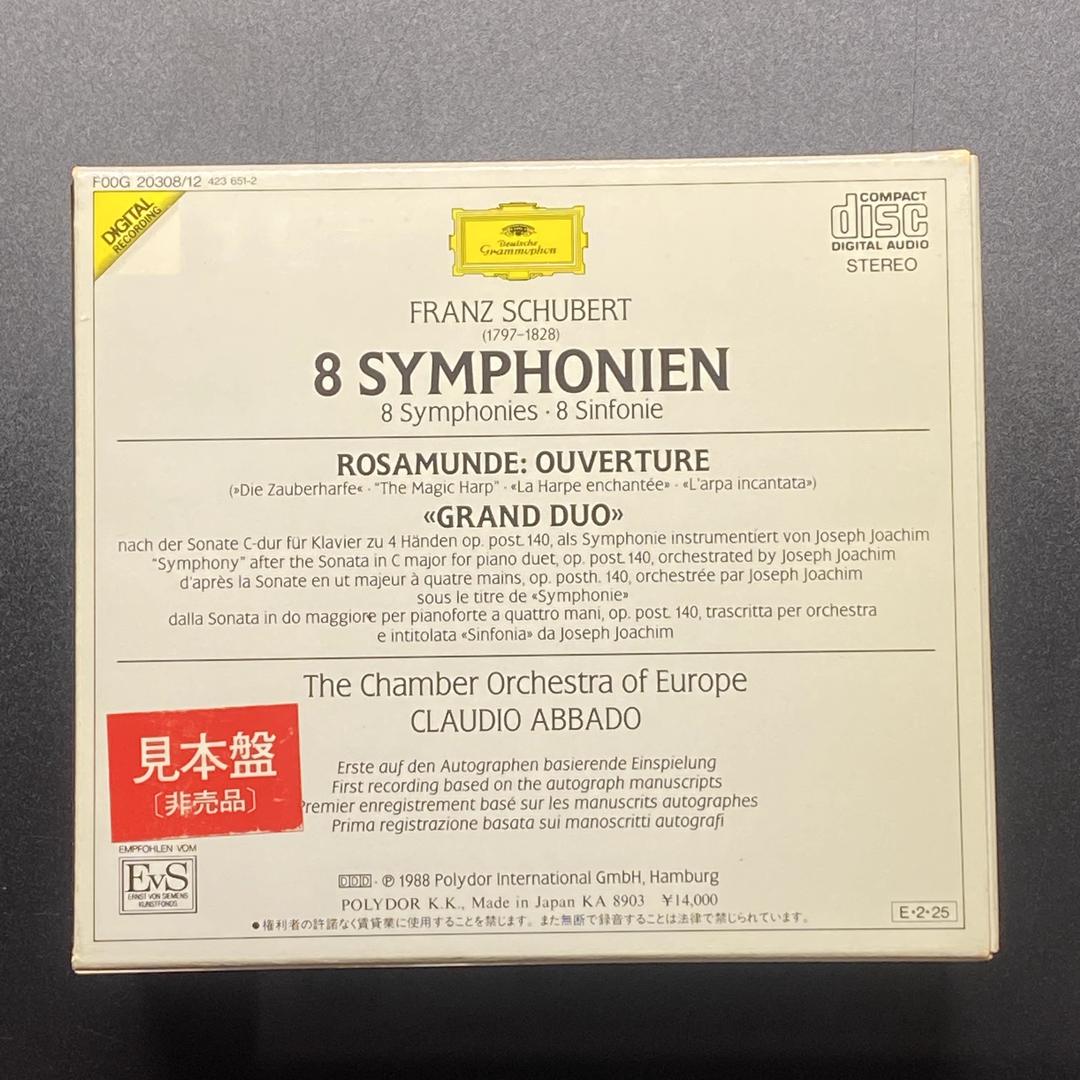 F00G 20308/12 423 651-2
DIGITAL
RECORDING
Deutsche
Grammophon
COMPACT
disc
DIGITAL AUDIO
STEREO
FRANZ SCHUBERT
(1797–1828)
8 SYMPHONIEN
8 Symphonies · 8 Sinfonie
ROSAMUNDE: OUVERTURE
(»Die Zauberharfe« · “The Magic Harp” · «La Harpe enchantée» · «L'arpa incantata»)
«GRAND DUO»
nach der Sonate C-dur für Klavier zu 4 Händen op. post. 140, als Symphonie instrumentiert von Joseph Joachim
“Symphony” after the Sonata in C major for piano duet, op. post. 140, orchestrated by Joseph Joachim
d'après la Sonate en ut majeur à quatre mains, op. posth. 140, orchestrée par Joseph Joachim
sous le titre de «Symphonie»
dalla Sonata in do maggiore per pianoforte a quattro mani, op. post. 140, trascritta per orchestra
e intitolata «Sinfonia» da Joseph Joachim
The Chamber Orchestra of Europe
CLAUDIO ABBADO
Erste auf den Autographen basierende Einspielung
First recording based on the autograph manuscripts
Premier enregistrement basé sur les manuscrits autographes
Prima registrazione basata sui manoscritti autografi
見本盤
〔非売品〕
EMPFOHLEN VOM
EvS
ERNST VON SIEMENS
KUNSTFONDS
DDD · ℗ 1988 Polydor International GmbH, Hamburg
POLYDOR K.K., Made in Japan KA 8903 ¥14,000
●権利者の許諾なく賃貸業に使用することを禁じます。また無断で録音することは法律で禁じられています。
E·2·25